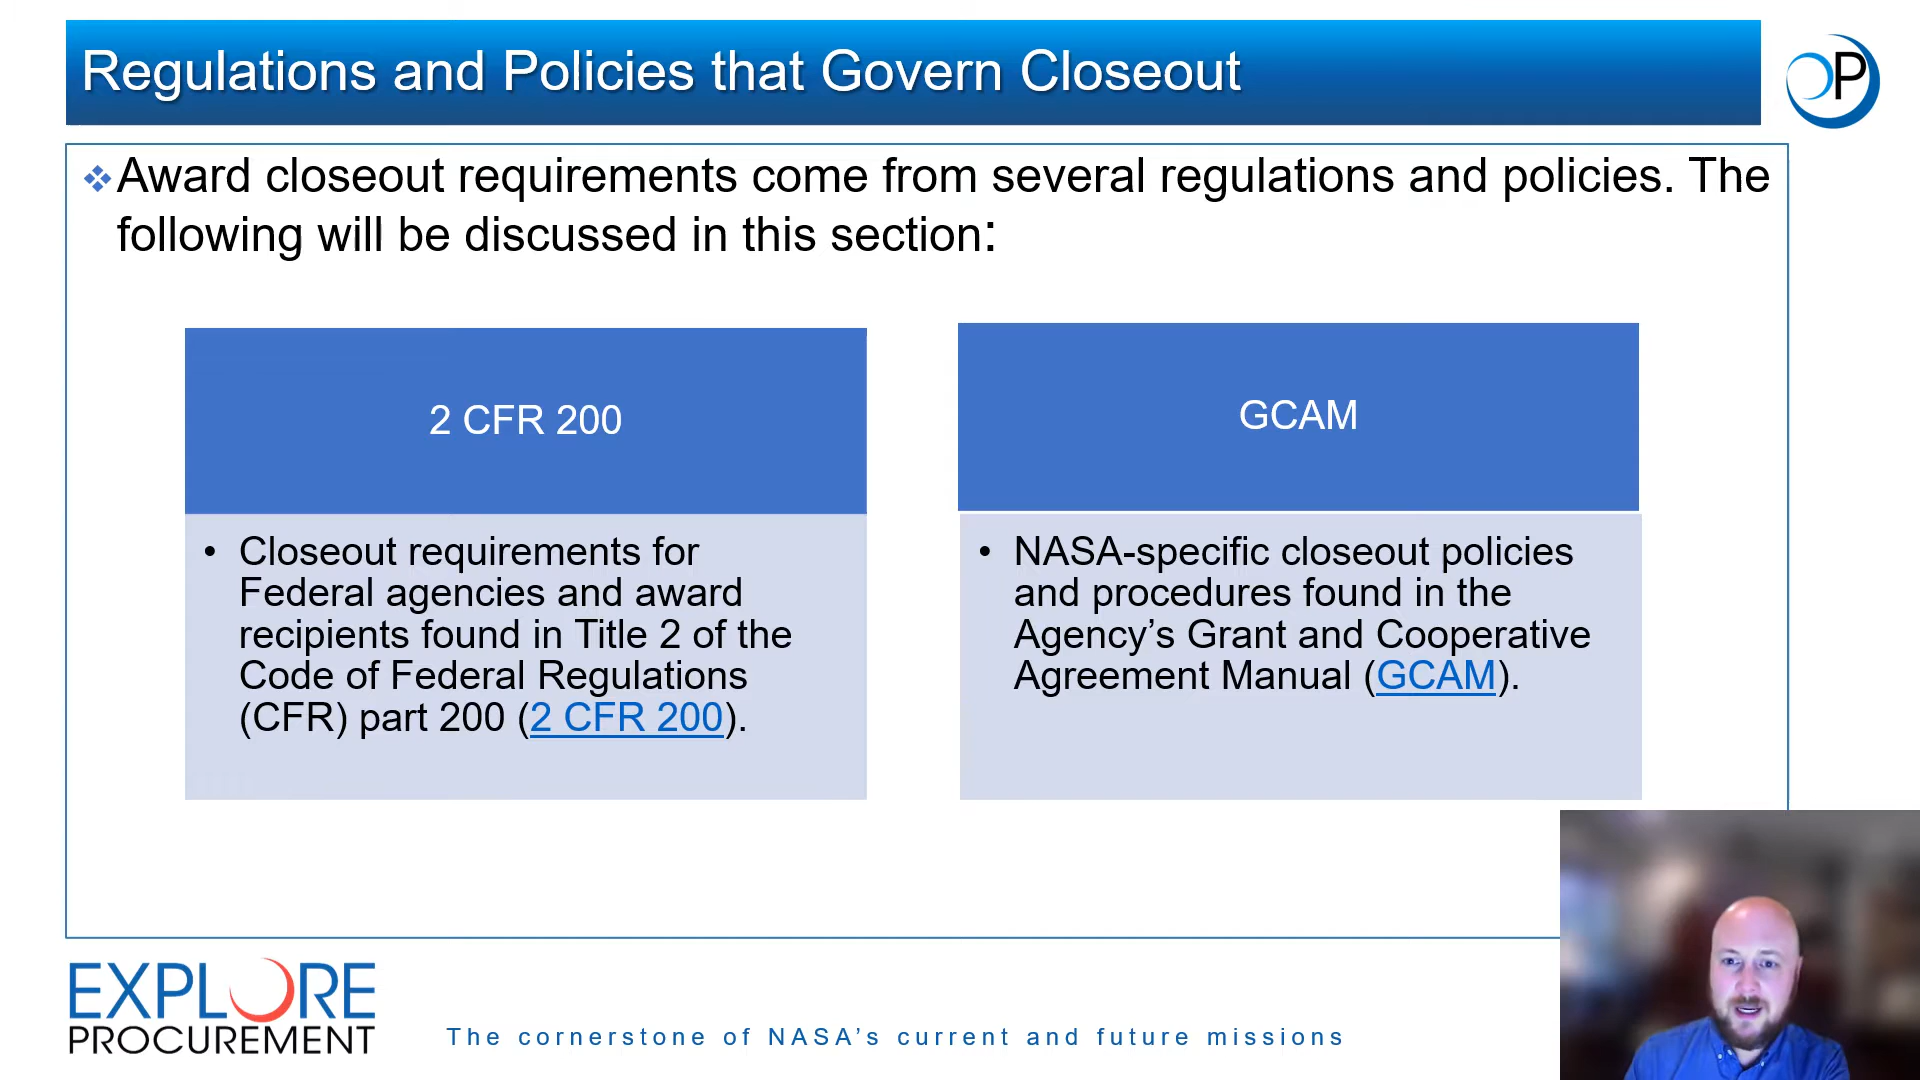 Regulations and Policies that Govern Closeout
OP
Award closeout requirements come from several regulations and policies. The
following will be discussed in this section:
2 CFR 200
• Closeout requirements for
Federal agencies and award
recipients found in Title 2 of the
Code of Federal Regulations
(CFR) part 200 (2 CFR 200).
GCAM
• NASA-specific closeout policies
and procedures found in the
Agency’s Grant and Cooperative
Agreement Manual (GCAM).
EXPLORE
PROCUREMENT
The cornerstone of NASA’s current and future missions